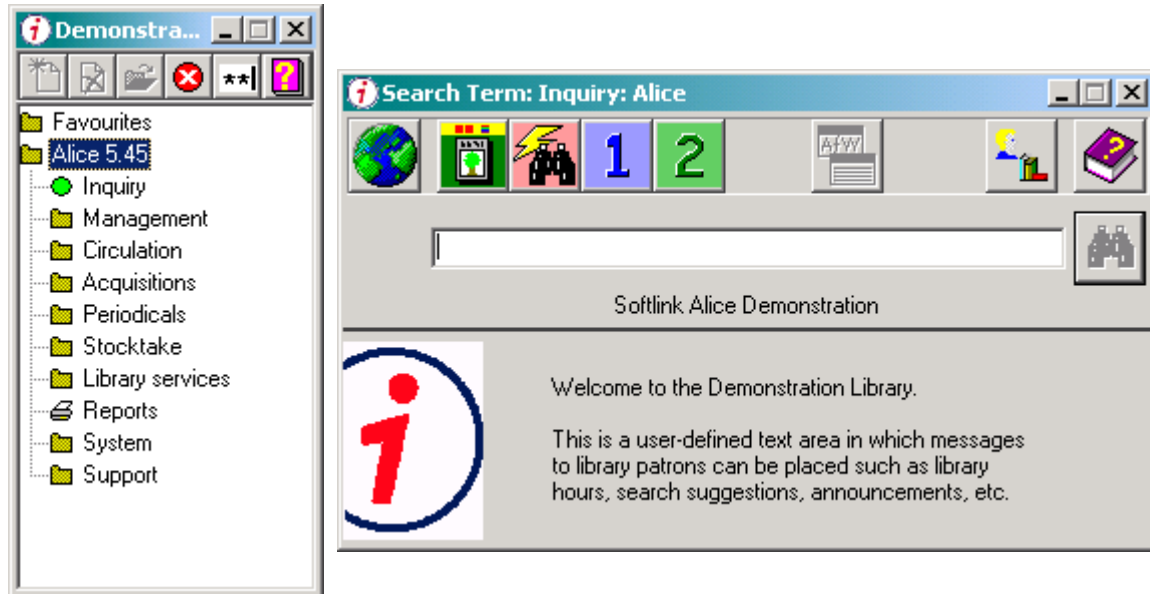 Demonstra...
**
?
Favourites
Alice 5.45
Inquiry
Management
Circulation
Acquisitions
Periodicals
Stocktake
Library services
Reports
System
Support
Search Term: Inquiry: Alice
1
2
AfW
?
Softlink Alice Demonstration
i
Welcome to the Demonstration Library.
This is a user-defined text area in which messages
to library patrons can be placed such as library
hours, search suggestions, announcements, etc.